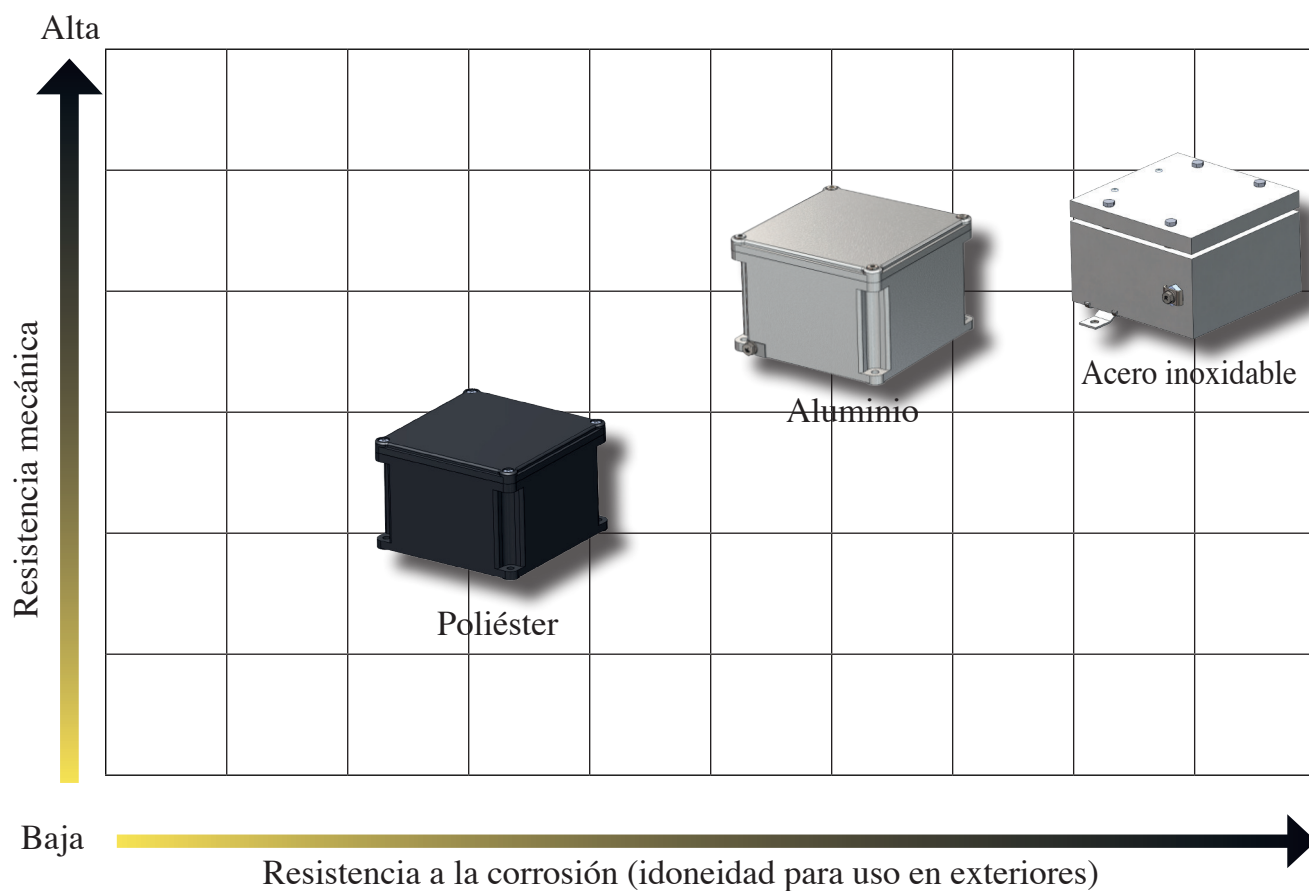 Alta
Resistencia mecánica
Acero inoxidable
Aluminio
Poliéster
Baja
Resistencia a la corrosión (idoneidad para uso en exteriores)